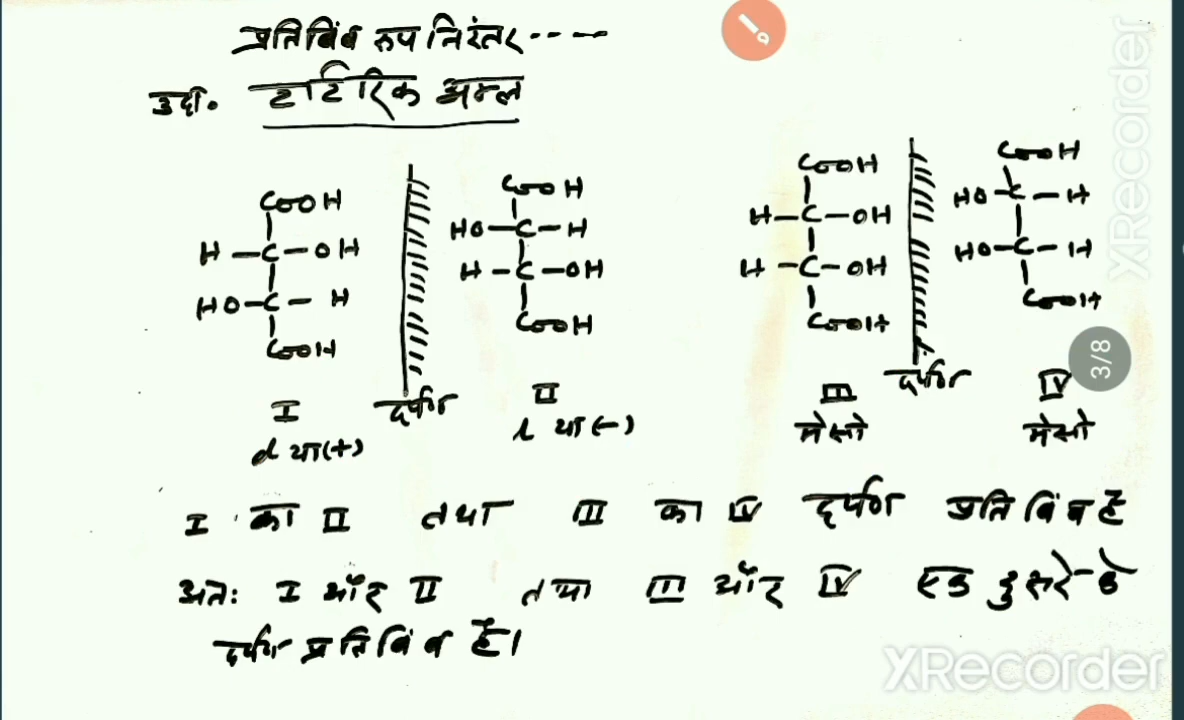 प्रतिबिंब रूप निरंतर ----
उदा. टार्टरिक अम्ल
COOH
H-C-OH
HO-C-H
COOH
I
d या (+)
दर्पण
COOH
HO-C-H
H-C-OH
COOH
II
l या (-)
COOH
H-C-OH
H-C-OH
COOH
III
मेसो
दर्पण
COOH
HO-C-H
HO-C-H
COOH
IV
मेसो
I का II तथा III का IV दर्पण प्रतिबिंब है
अतः I और II तथा III और IV एक दुसरे के
दर्पण प्रतिबिंब है।
3/8
XRecorder
XRecorder